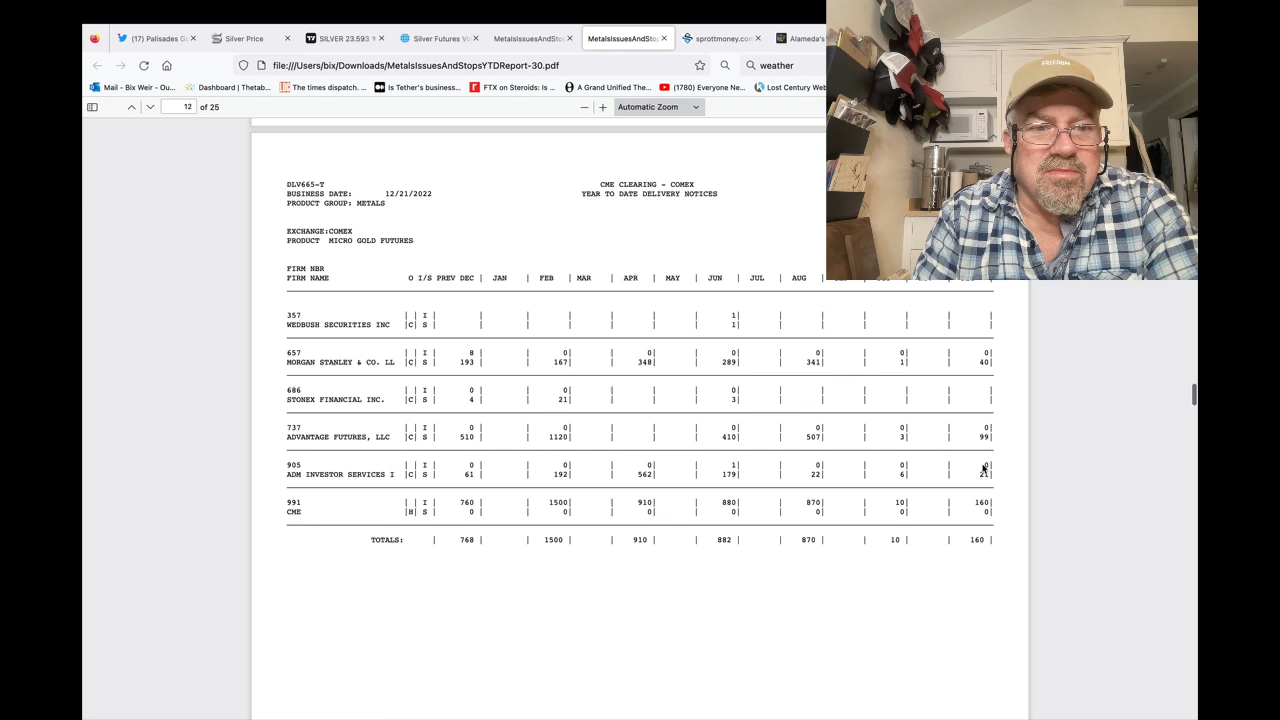 (17) Palisades G
Silver Price
SILVER 23.593
Silver Futures Vo
MetalsIssuesAndSto
MetalsIssuesAndSto
sprottmoney.com
Alameda's
file:///Users/bix/Downloads/MetalsIssuesAndStopsYTDReport-30.pdf
weather
Mail - Bix Weir - Ou...
Dashboard | Thetab...
The times dispatch. ...
Is Tether's business...
FTX on Steroids: Is ...
A Grand Unified The...
(1780) Everyone Ne...
Lost Century Web
12 of 25
Automatic Zoom
FREEDOM
DLV665-T CME CLEARING - COMEX
BUSINESS DATE: 12/21/2022 YEAR TO DATE DELIVERY NOTICES
PRODUCT GROUP: METALS
EXCHANGE:COMEX
PRODUCT MICRO GOLD FUTURES
FIRM NBR
FIRM NAME O I/S PREV DEC | JAN | FEB | MAR | APR | MAY | JUN | JUL | AUG |
357 | | I | | | | | | 1| | | | | |
WEDBUSH SECURITIES INC |C| S | | | | | | 1| | | | | |
657 | | I | 8 | | 0| | 0| | 0| | 0| | 0| | 0|
MORGAN STANLEY & CO. LL |C| S | 193 | | 167| | 348| | 289| | 341| | 1| | 40|
686 | | I | 0 | | 0| | | | 0| | | | | | |
STONEX FINANCIAL INC. |C| S | 4 | | 21| | | | 3| | | | | | |
737 | | I | 0 | | 0| | | | 0| | 0| | 0| | 0|
ADVANTAGE FUTURES, LLC |C| S | 510 | | 1120| | | | 410| | 507| | 3| | 99|
905 | | I | 0 | | 0| | 0| | 1| | 0| | 0| | 0|
ADM INVESTOR SERVICES I |C| S | 61 | | 192| | 562| | 179| | 22| | 6| | 21|
991 | | I | 760 | | 1500| | 910| | 880| | 870| | 10| | 160|
CME |H| S | 0 | | 0| | 0| | 0| | 0| | 0| | 0|
TOTALS: | 768 | | 1500 | | 910 | | 882 | | 870 | | 10 | | 160 |